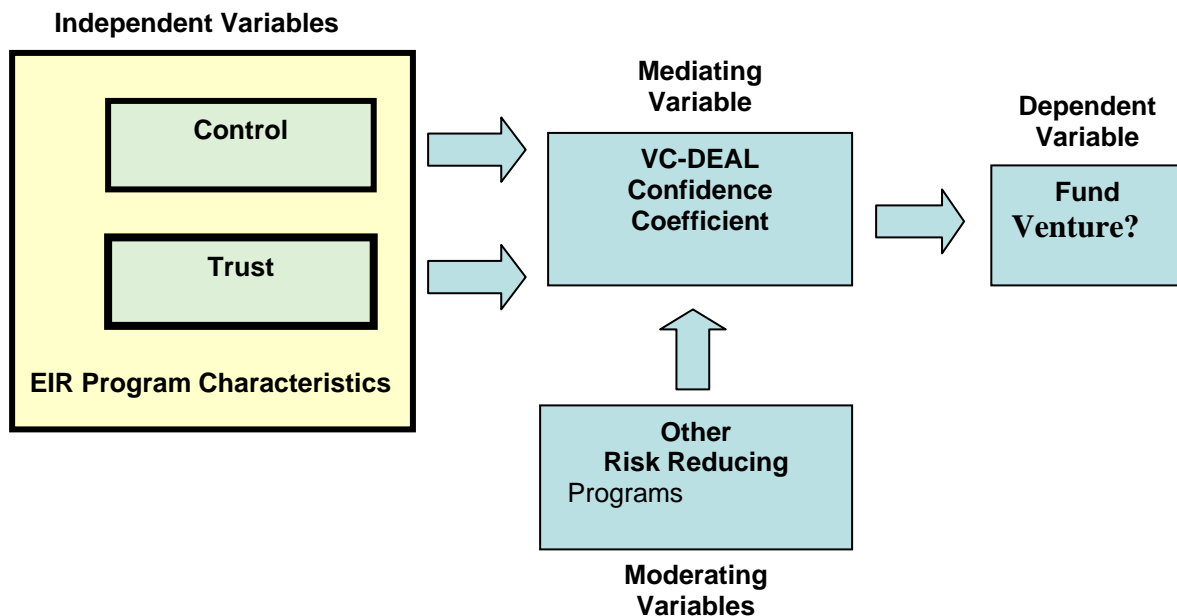 Independent Variables
Control
Trust
EIR Program Characteristics
Mediating
Variable
VC-DEAL
Confidence
Coefficient
Dependent
Variable
Fund
Venture?
Other
Risk Reducing
Programs
Moderating
Variables